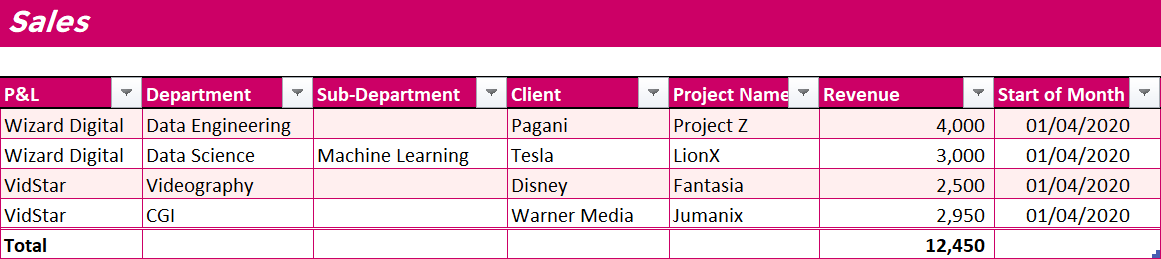 Sales
P&L Department Sub-Department Client Project Name Revenue Start of Month
Wizard Digital Data Engineering Pagani Project Z 4,000 01/04/2020
Wizard Digital Data Science Machine Learning Tesla LionX 3,000 01/04/2020
VidStar Videography Disney Fantasia 2,500 01/04/2020
VidStar CGI Warner Media Jumanix 2,950 01/04/2020
Total 12,450